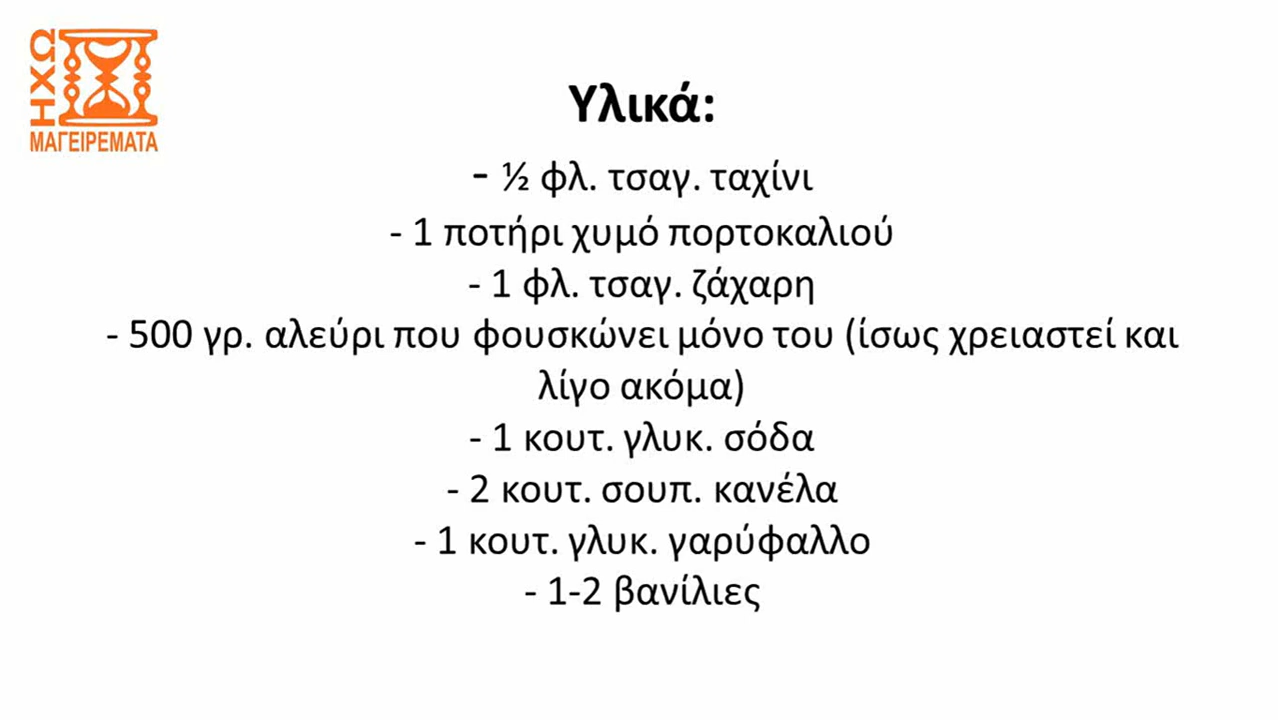 ΗΧΩ
ΜΑΓΕΙΡΕΜΑΤΑ
Υλικά:
- ½ φλ. τσαγ. ταχίνι
- 1 ποτήρι χυμό πορτοκαλιού
- 1 φλ. τσαγ. ζάχαρη
- 500 γρ. αλεύρι που φουσκώνει μόνο του (ίσως χρειαστεί και
λίγο ακόμα)
- 1 κουτ. γλυκ. σόδα
- 2 κουτ. σουπ. κανέλα
- 1 κουτ. γλυκ. γαρύφαλλο
- 1-2 βανίλιες